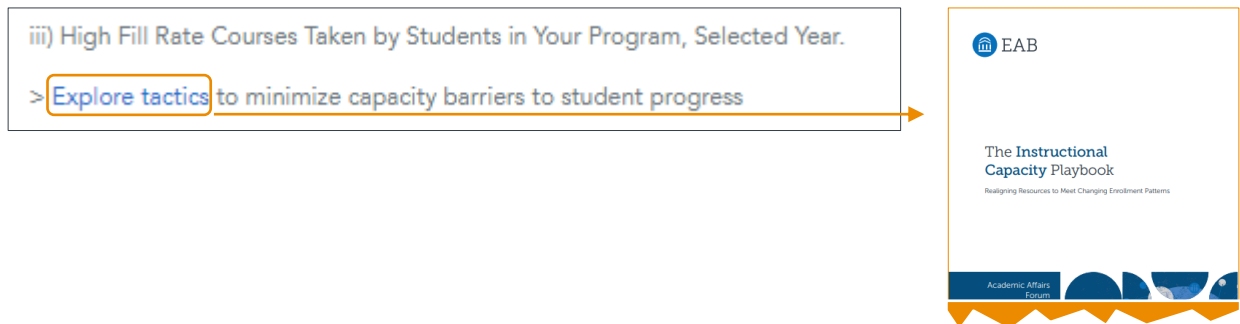 iii) High Fill Rate Courses Taken by Students in Your Program, Selected Year.
> Explore tactics to minimize capacity barriers to student progress
EAB
The Instructional
Capacity Playbook
Realigning Resources to Meet Changing Enrollment Patterns
Academic Affairs
Forum